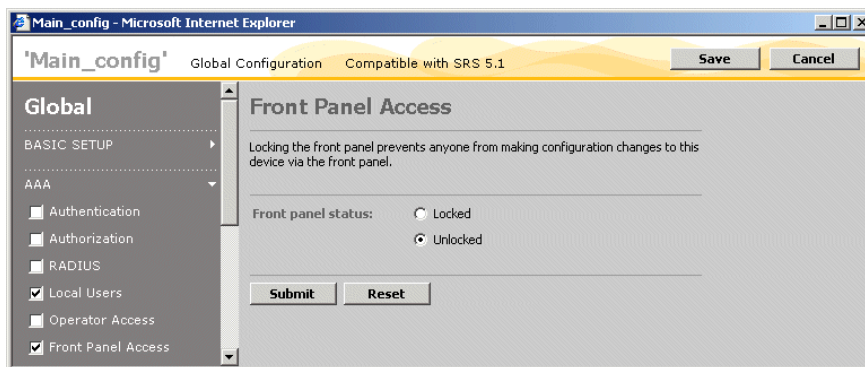 Main_config - Microsoft Internet Explorer
'Main_config' Global Configuration Compatible with SRS 5.1 Save Cancel
Global
BASIC SETUP
AAA
Authentication
Authorization
RADIUS
Local Users
Operator Access
Front Panel Access
Front Panel Access
Locking the front panel prevents anyone from making configuration changes to this
device via the front panel.
Front panel status: Locked
Unlocked
Submit Reset